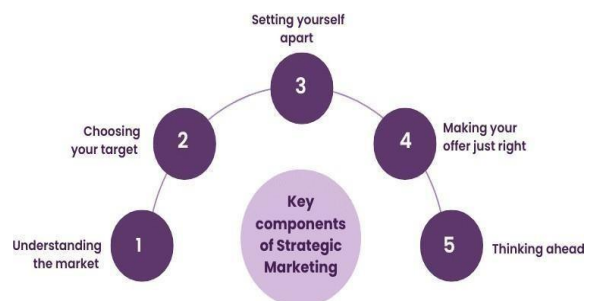 Setting yourself
apart
3
Choosing
your target
2
4
Making your
offer just right
Key
components
of Strategic
Marketing
Understanding
the market
1
5
Thinking ahead